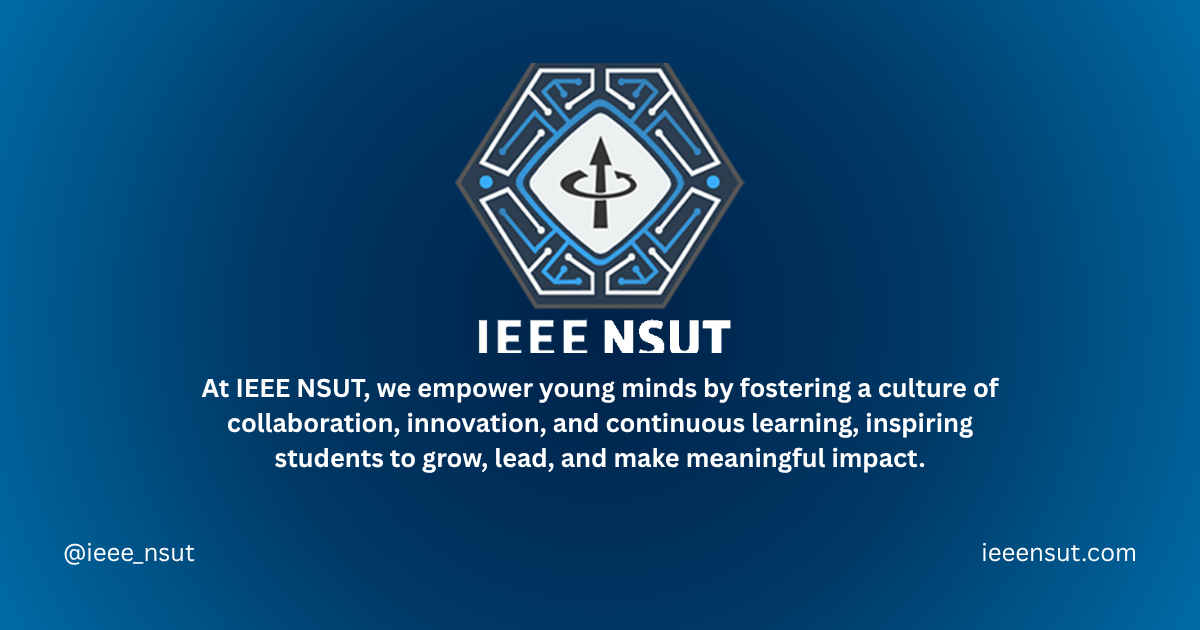 IEEE NSUT
At IEEE NSUT, we empower young minds by fostering a culture of
collaboration, innovation, and continuous learning, inspiring
students to grow, lead, and make meaningful impact.
@ieee_nsut
ieeensut.com